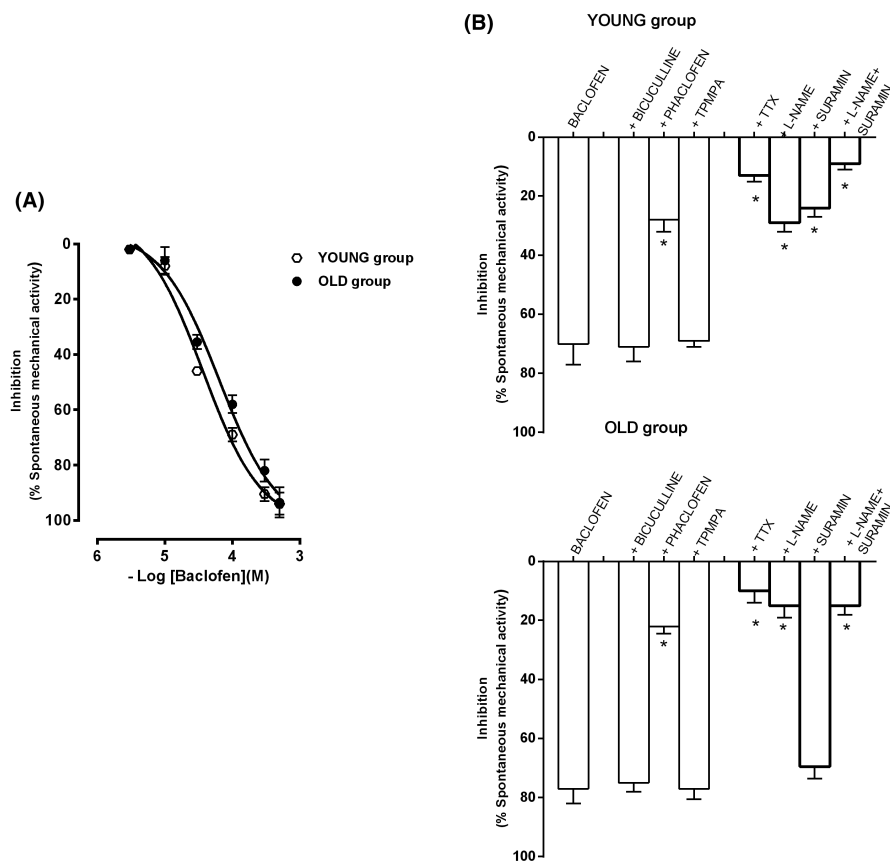 (A)
0
20
40
60
80
100
Inhibition
(% Spontaneous mechanical activity)
6
5
4
3
- Log [Baclofen](M)
YOUNG group
OLD group
(B)
YOUNG group
BACLOFEN
+ BICUCULLINE
+ PHACLOFEN
+ TPMPA
+ TTX
+ L-NAME
+ SURAMIN
+ L-NAME+
SURAMIN
0
20
40
60
80
100
Inhibition
(% Spontaneous mechanical activity)
*
*
*
*
*
OLD group
BACLOFEN
+ BICUCULLINE
+ PHACLOFEN
+ TPMPA
+ TTX
+ L-NAME
+ SURAMIN
+ L-NAME+
SURAMIN
0
20
40
60
80
100
Inhibition
(% Spontaneous mechanical activity)
*
*
*
*